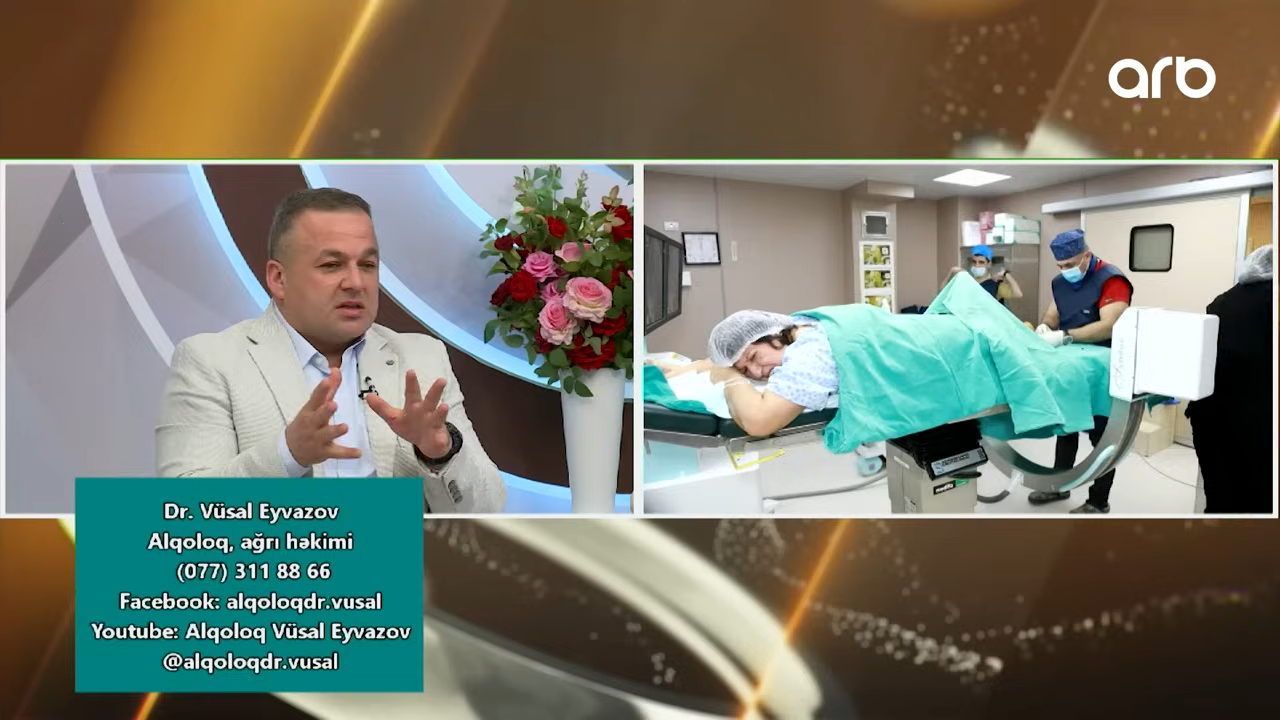 arb
Dr. Vüsal Eyvazov
Alqoloq, ağrı həkimi
(077) 311 88 66
Facebook: alqoloqdr.vusal
Youtube: Alqoloq Vüsal Eyvazov
@alqoloqdr.vusal